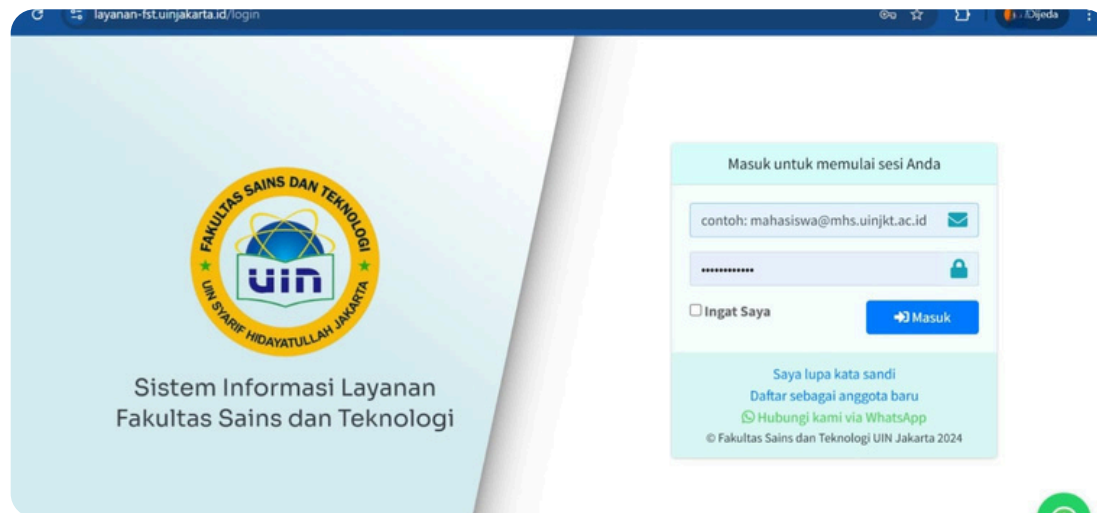 layanan-fst.uinjakarta.id/login
Dijeda
FAKULTAS SAINS DAN TEKNOLOGI
uin
UIN SYARIF HIDAYATULLAH JAKARTA
Sistem Informasi Layanan
Fakultas Sains dan Teknologi
Masuk untuk memulai sesi Anda
contoh: mahasiswa@mhs.uinjkt.ac.id
••••••••••••
Ingat Saya
Masuk
Saya lupa kata sandi
Daftar sebagai anggota baru
Hubungi kami via WhatsApp
© Fakultas Sains dan Teknologi UIN Jakarta 2024